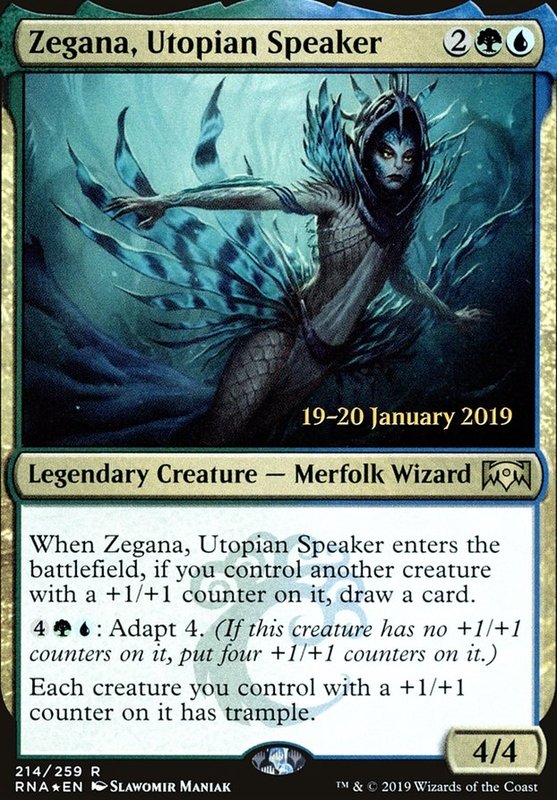 Zegana, Utopian Speaker 2
19–20 January 2019
Legendary Creature — Merfolk Wizard
When Zegana, Utopian Speaker enters the
battlefield, if you control another creature
with a +1/+1 counter on it, draw a card.
4 : Adapt 4. (If this creature has no +1/+1
counters on it, put four +1/+1 counters on it.)
Each creature you control with a +1/+1
counter on it has trample.
4/4
214/259 R
RNA★EN Slawomir Maniak ™ & © 2019 Wizards of the Coast